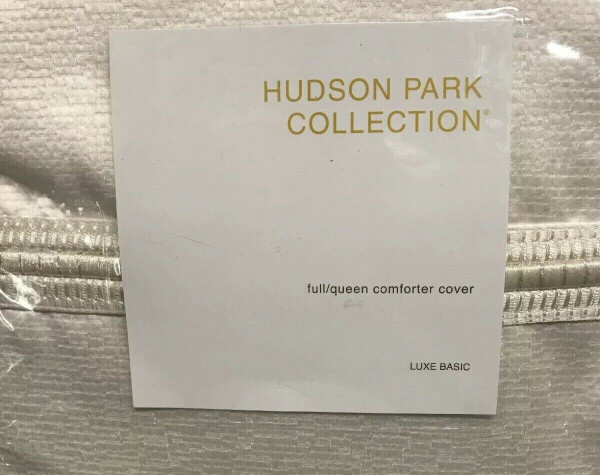 HUDSON PARK
COLLECTION®
full/queen comforter cover
LUXE BASIC